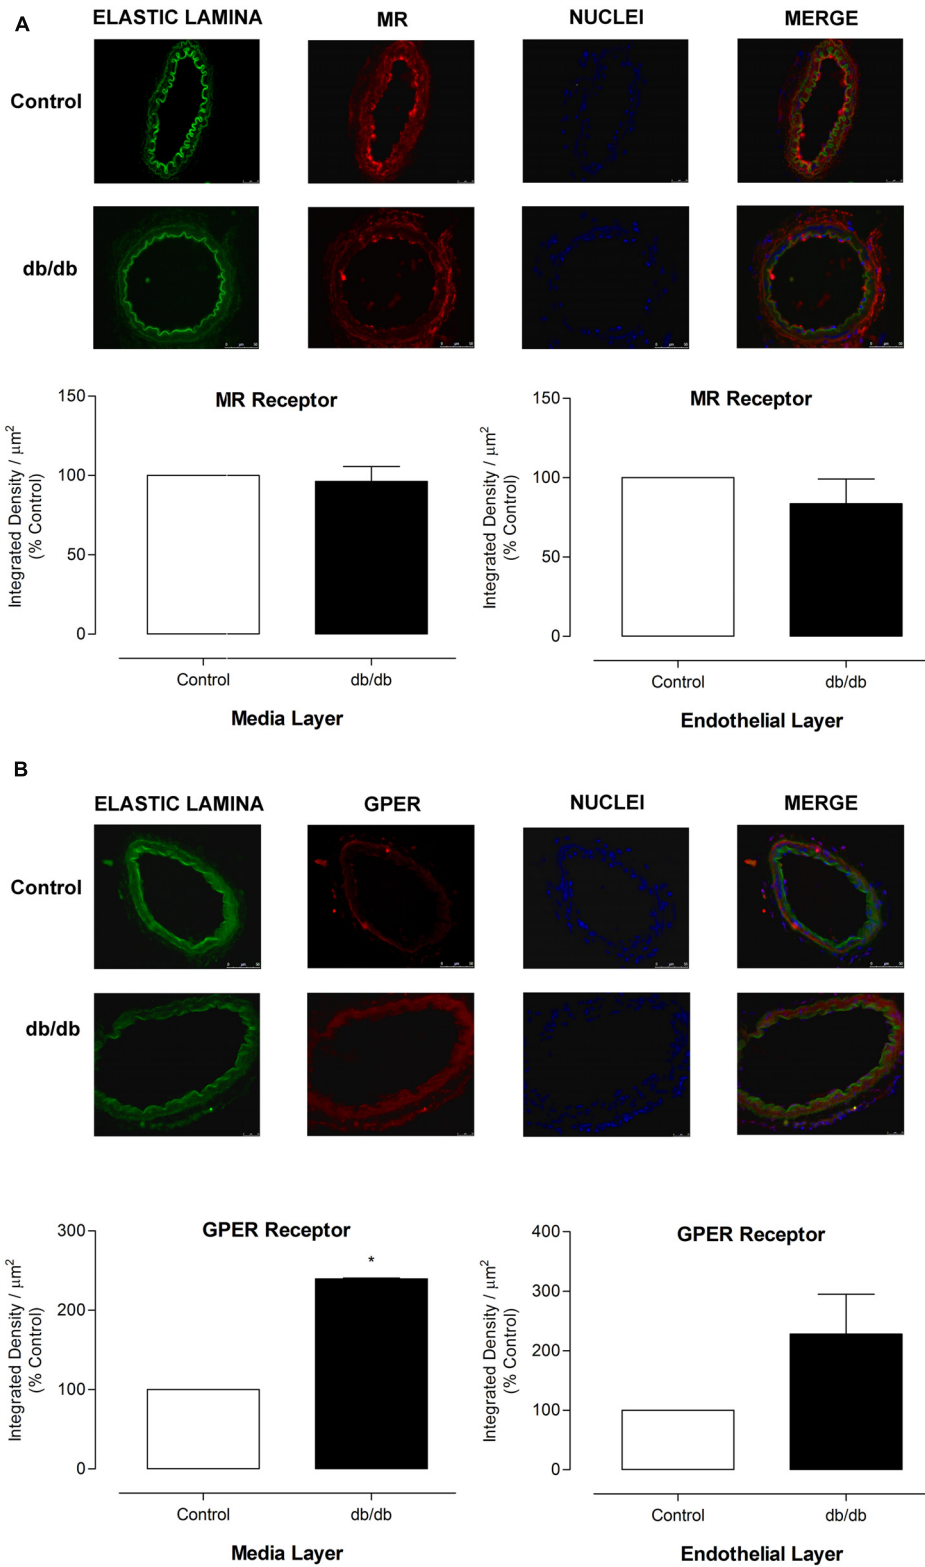 A
ELASTIC LAMINA MR NUCLEI MERGE
Control
db/db
MR Receptor
150
100
50
0
Integrated Density / μm²
(% Control)
Control db/db
Media Layer
MR Receptor
150
100
50
0
Integrated Density / μm²
(% Control)
Control db/db
Endothelial Layer
B
ELASTIC LAMINA GPER NUCLEI MERGE
Control
db/db
GPER Receptor
300
200
100
0
Integrated Density / μm²
(% Control)
*
Control db/db
Media Layer
GPER Receptor
400
300
200
100
0
Integrated Density / μm²
(% Control)
Control db/db
Endothelial Layer